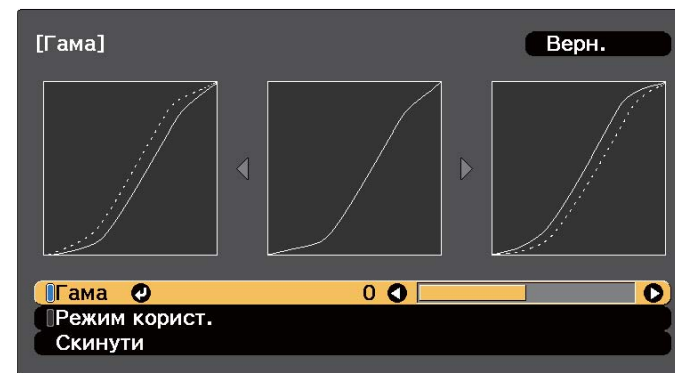 [Гама]
Верн.
Гама 0
Режим корист.
Скинути